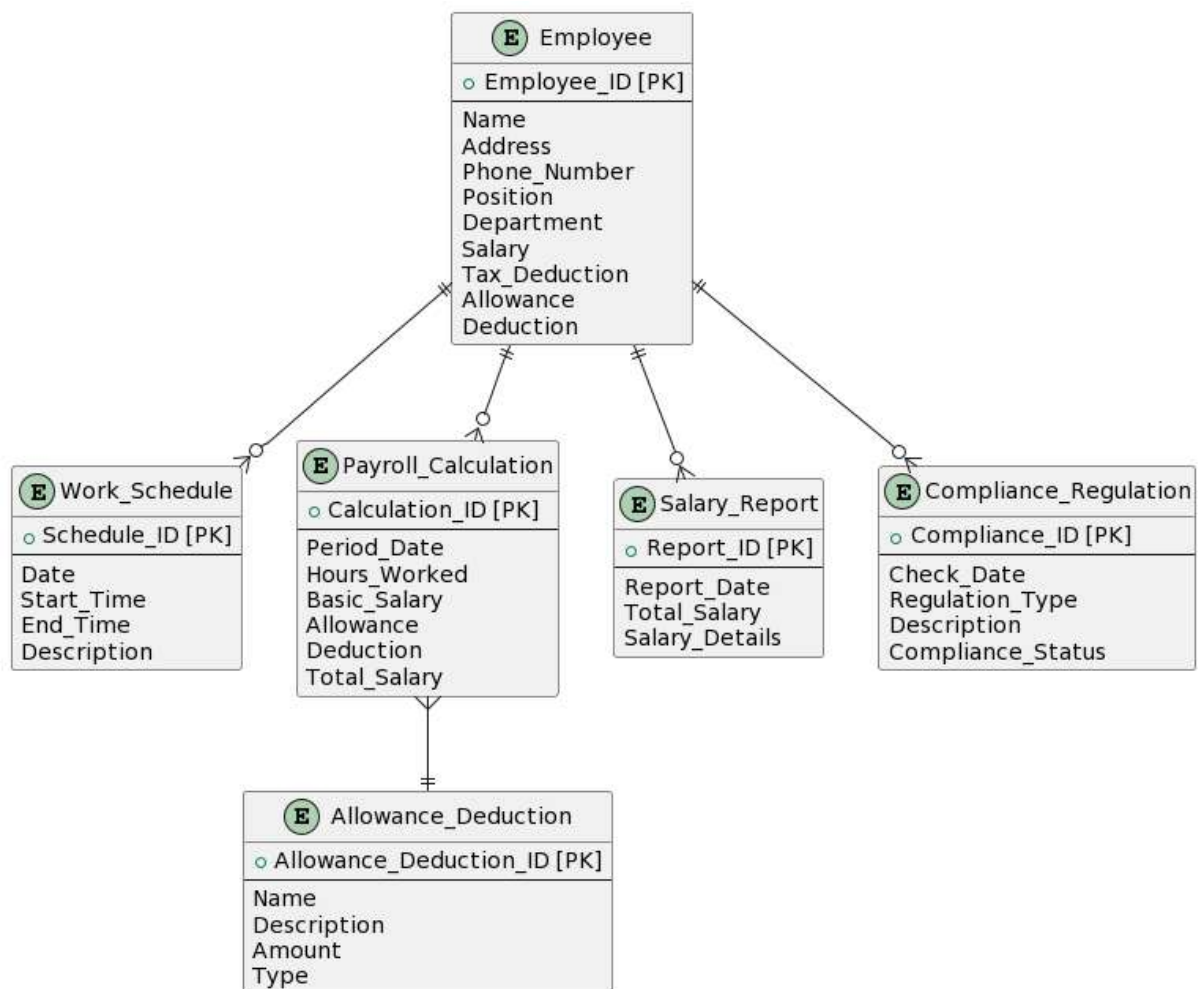 E Employee
Employee_ID [PK]
Name
Address
Phone_Number
Position
Department
Salary
Tax_Deduction
Allowance
Deduction
E Work_Schedule
Schedule_ID [PK]
Date
Start_Time
End_Time
Description
E Payroll_Calculation
Calculation_ID [PK]
Period_Date
Hours_Worked
Basic_Salary
Allowance
Deduction
Total_Salary
E Salary_Report
Report_ID [PK]
Report_Date
Total_Salary
Salary_Details
E Compliance_Regulation
Compliance_ID [PK]
Check_Date
Regulation_Type
Description
Compliance_Status
E Allowance_Deduction
Allowance_Deduction_ID [PK]
Name
Description
Amount
Type